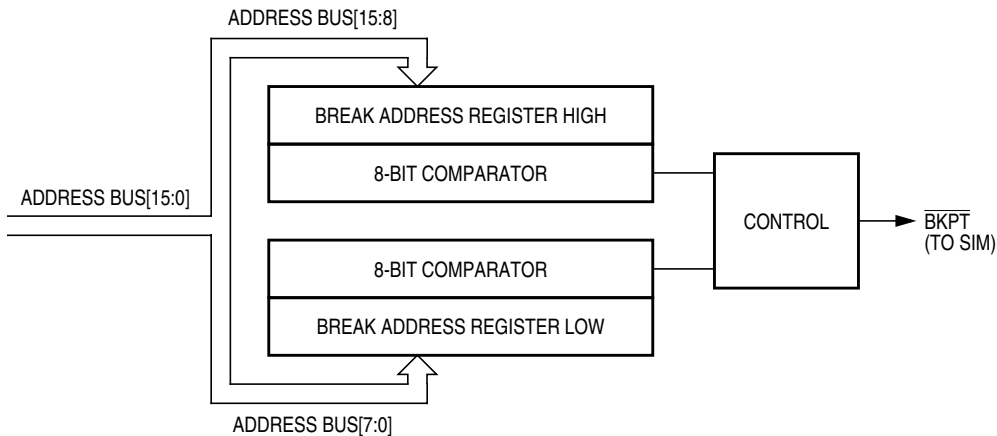 ADDRESS BUS[15:8]
BREAK ADDRESS REGISTER HIGH
8-BIT COMPARATOR
ADDRESS BUS[15:0]
CONTROL
BKPT
(TO SIM)
8-BIT COMPARATOR
BREAK ADDRESS REGISTER LOW
ADDRESS BUS[7:0]